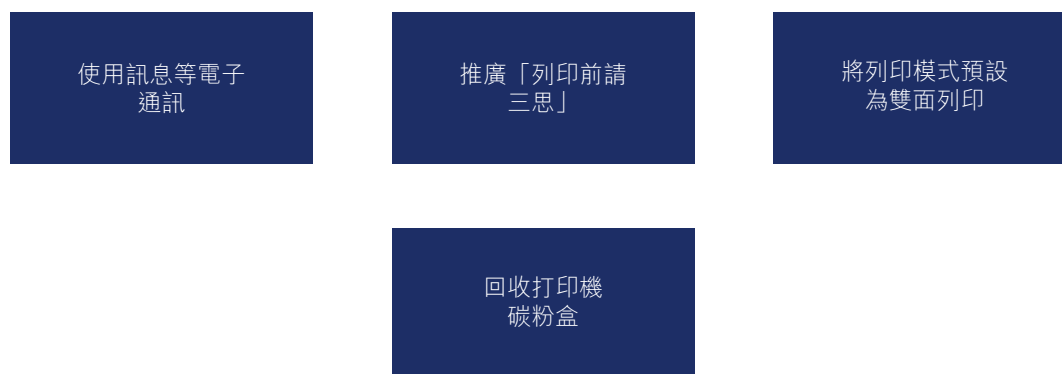 使用訊息等電子
通訊
推廣「列印前請
三思」
將列印模式預設
為雙面列印
回收打印機
碳粉盒